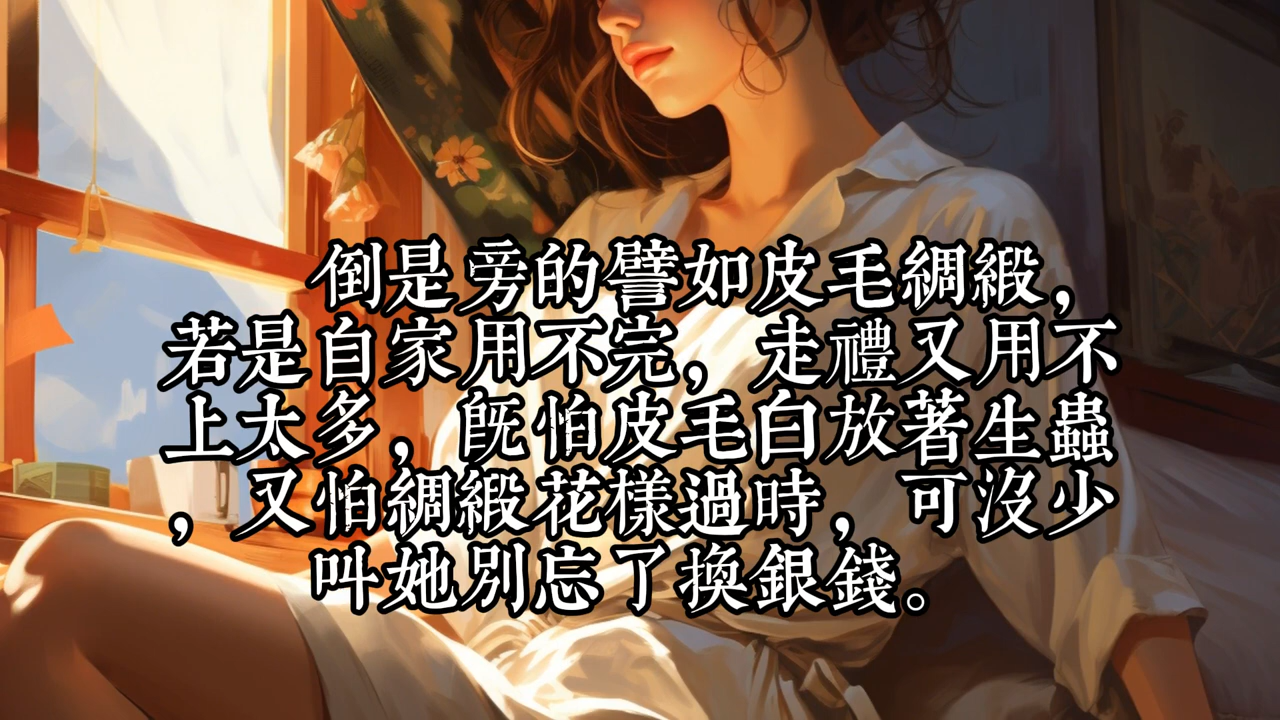 倒是旁的譬如皮毛綢緞，
若是自家用不完，走禮又用不
上太多，既怕皮毛白放著生蟲
，又怕綢緞花樣過時，可沒少
叫她別忘了換銀錢。